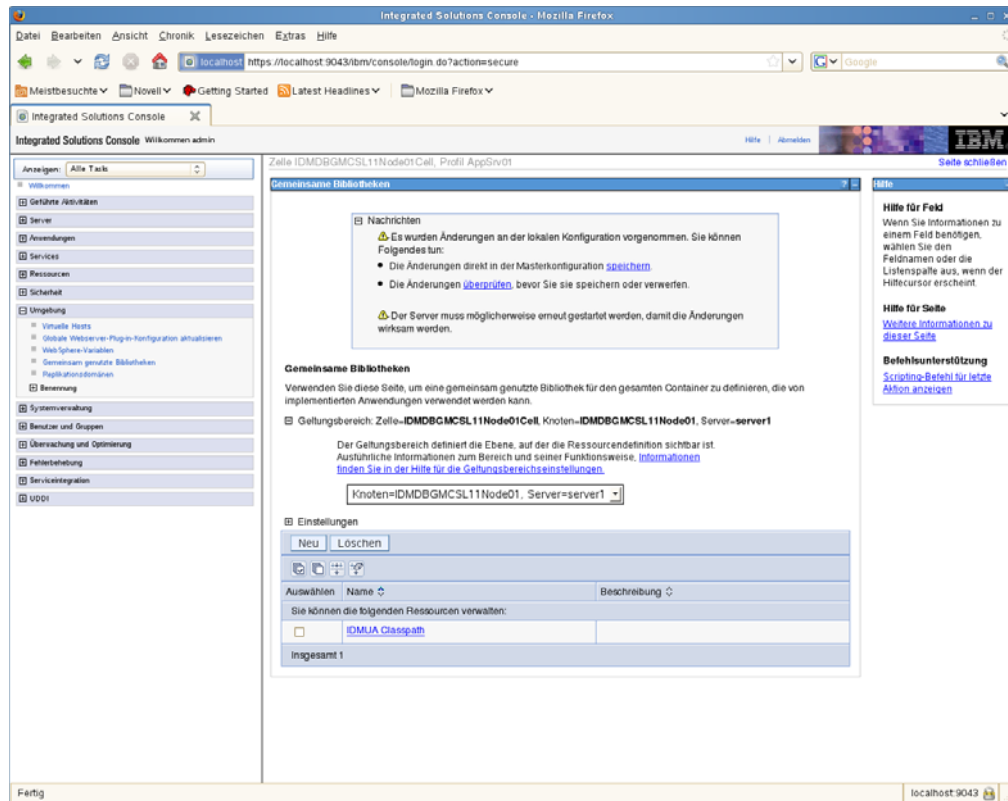 Integrated Solutions Console - Mozilla Firefox
Datei Bearbeiten Ansicht Chronik Lesezeichen Extras Hilfe
localhost https://localhost:9043/ibm/console/login.do?action=secure
Google
Meistbesuchte Novell Getting Started Latest Headlines Mozilla Firefox
Integrated Solutions Console
Integrated Solutions Console Willkommen admin
Hilfe | Abmelden
IBM.
Anzeigen: Alle Tasks
Willkommen
Geführte Aktivitäten
Server
Anwendungen
Services
Ressourcen
Sicherheit
Umgebung
Virtuelle Hosts
Globale Webserver-Plug-in-Konfiguration aktualisieren
WebSphere-Variablen
Gemeinsam genutzte Bibliotheken
Replikationsdomänen
Benennung
Systemverwaltung
Benutzer und Gruppen
Überwachung und Optimierung
Fehlerbehebung
Serviceintegration
UDDI
Zelle IDMDBGMCSL11Node01Cell, Profil AppSrv01
Seite schließen
Gemeinsame Bibliotheken ? -
Nachrichten
Es wurden Änderungen an der lokalen Konfiguration vorgenommen. Sie können
Folgendes tun:
Die Änderungen direkt in der Masterkonfiguration speichern.
Die Änderungen überprüfen, bevor Sie sie speichern oder verwerfen.
Der Server muss möglicherweise erneut gestartet werden, damit die Änderungen
wirksam werden.
Gemeinsame Bibliotheken
Verwenden Sie diese Seite, um eine gemeinsam genutzte Bibliothek für den gesamten Container zu definieren, die von
implementierten Anwendungen verwendet werden kann.
Geltungsbereich: Zelle=IDMDBGMCSL11Node01Cell, Knoten=IDMDBGMCSL11Node01, Server=server1
Der Geltungsbereich definiert die Ebene, auf der die Ressourcendefinition sichtbar ist.
Ausführliche Informationen zum Bereich und seiner Funktionsweise, Informationen
finden Sie in der Hilfe für die Geltungsbereichseinstellungen.
Knoten=IDMDBGMCSL11Node01, Server=server1
Einstellungen
Neu Löschen
Auswählen Name Beschreibung
Sie können die folgenden Ressourcen verwalten:
IDMUA Classpath
Insgesamt 1
Hilfe
Hilfe für Feld
Wenn Sie Informationen zu
einem Feld benötigen,
wählen Sie den
Feldnamen oder die
Listenspalte aus, wenn der
Hilfecursor erscheint.
Hilfe für Seite
Weitere Informationen zu
dieser Seite
Befehlsunterstützung
Scripting-Befehl für letzte
Aktion anzeigen
Fertig
localhost:9043